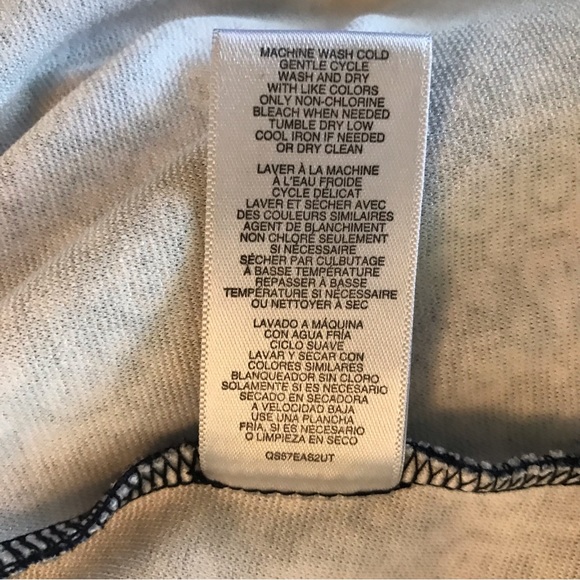 MACHINE WASH COLD
GENTLE CYCLE
WASH AND DRY
WITH LIKE COLORS
ONLY NON-CHLORINE
BLEACH WHEN NEEDED
TUMBLE DRY LOW
COOL IRON IF NEEDED
OR DRY CLEAN
LAVER À LA MACHINE
À L'EAU FROIDE
CYCLE DÉLICAT
LAVER ET SÉCHER AVEC
DES COULEURS SIMILAIRES
AGENT DE BLANCHIMENT
NON CHLORÉ SEULEMENT
SI NÉCESSAIRE
SÉCHER PAR CULBUTAGE
À BASSE TEMPÉRATURE
REPASSER À BASSE
TEMPÉRATURE SI NÉCESSAIRE
OU NETTOYER À SEC
LAVADO A MÁQUINA
CON AGUA FRÍA
CICLO SUAVE
LAVAR Y SECAR CON
COLORES SIMILARES
BLANQUEADOR SIN CLORO
SOLAMENTE SI ES NECESARIO
SECADO EN SECADORA
A VELOCIDAD BAJA
USE UNA PLANCHA
FRÍA, SI ES NECESARIO
O LIMPIEZA EN SECO
QS57EAS2UT